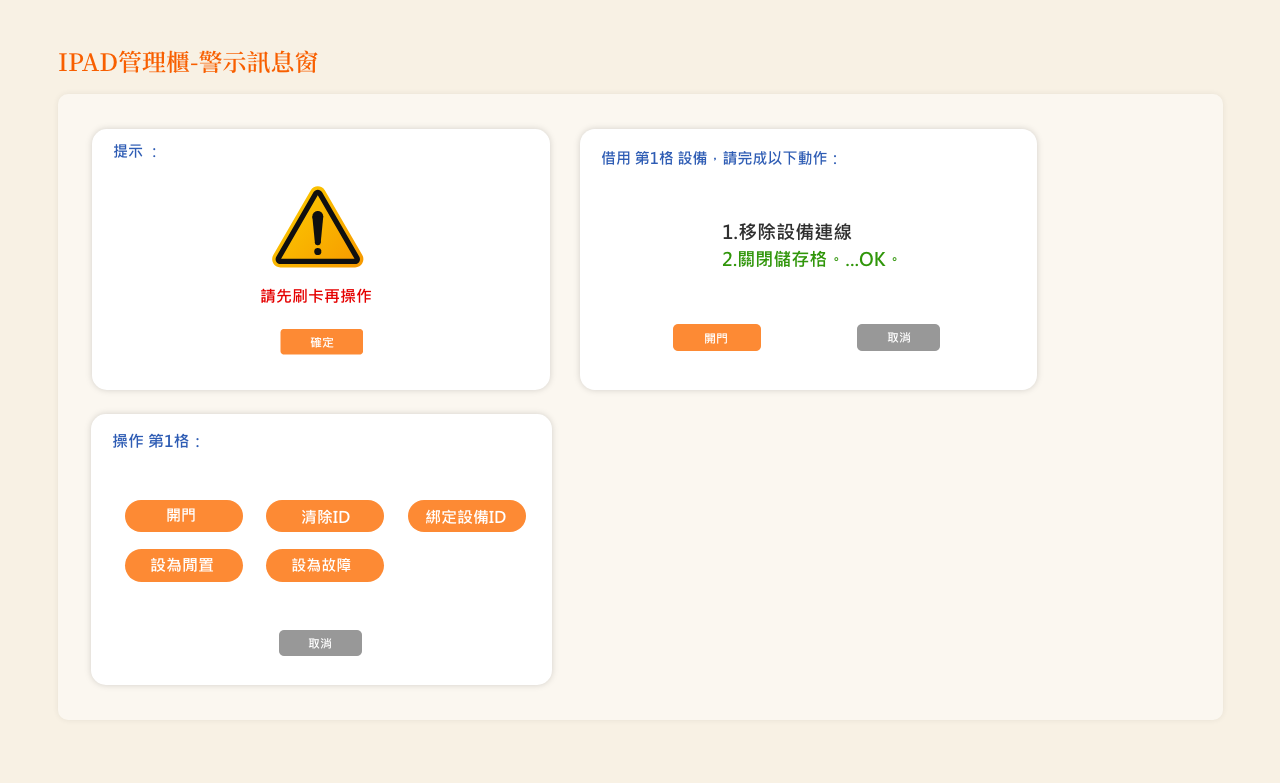 IPAD管理櫃-警示訊息窗
提示 ：
請先刷卡再操作
確定
借用 第1格 設備，請完成以下動作：
1.移除設備連線
2.關閉儲存格。...OK。
開門
取消
操作 第1格：
開門
清除ID
綁定設備ID
設為閒置
設為故障
取消